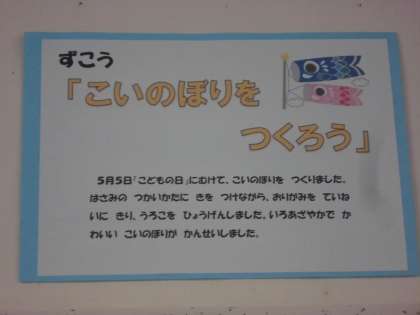 ずこう
「こいのぼりを
つくろう」
５月５日「こどもの日」にむけて、こいのぼりを つくりました。
はさみの つかいかたに きを つけながら、おりがみを ていね
いに きり、うろこを ひょうげんしました。いろあざやかで か
わいい こいのぼりが かんせいしました。